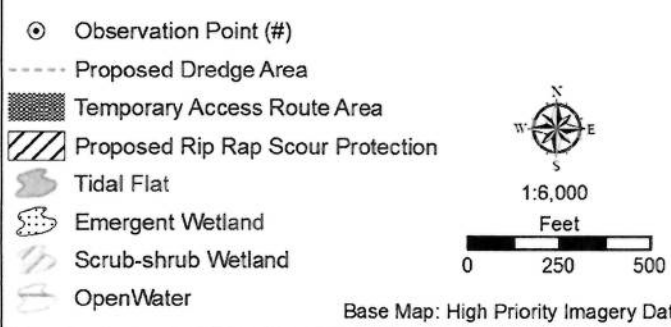 Observation Point (#)
Proposed Dredge Area
Temporary Access Route Area
Proposed Rip Rap Scour Protection
Tidal Flat
Emergent Wetland
Scrub-shrub Wetland
OpenWater
N
W E
S
1:6,000
Feet
0 250 500
Base Map: High Priority Imagery Dat